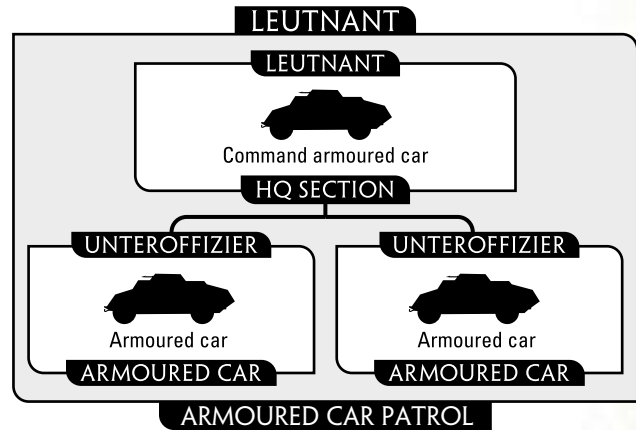 LEUTNANT
LEUTNANT
Command armoured car
HQ SECTION
UNTEROFFIZIER
UNTEROFFIZIER
Armoured car
Armoured car
ARMOURED CAR
ARMOURED CAR
ARMOURED CAR PATROL